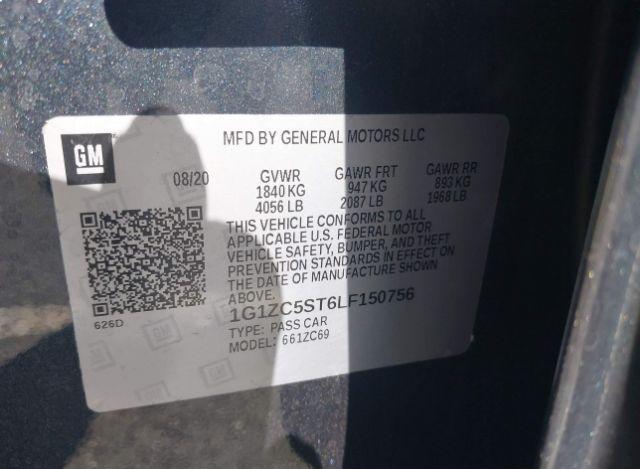 GM
MFD BY GENERAL MOTORS LLC
08/20 GVWR GAWR FRT GAWR RR
1840 KG 947 KG 893 KG
4056 LB 2087 LB 1968 LB
THIS VEHICLE CONFORMS TO ALL
APPLICABLE U.S. FEDERAL MOTOR
VEHICLE SAFETY, BUMPER, AND THEFT
PREVENTION STANDARDS IN EFFECT ON
THE DATE OF MANUFACTURE SHOWN
ABOVE.
626D
1G1ZC5ST6LF150756
TYPE: PASS CAR
MODEL: 661ZC69